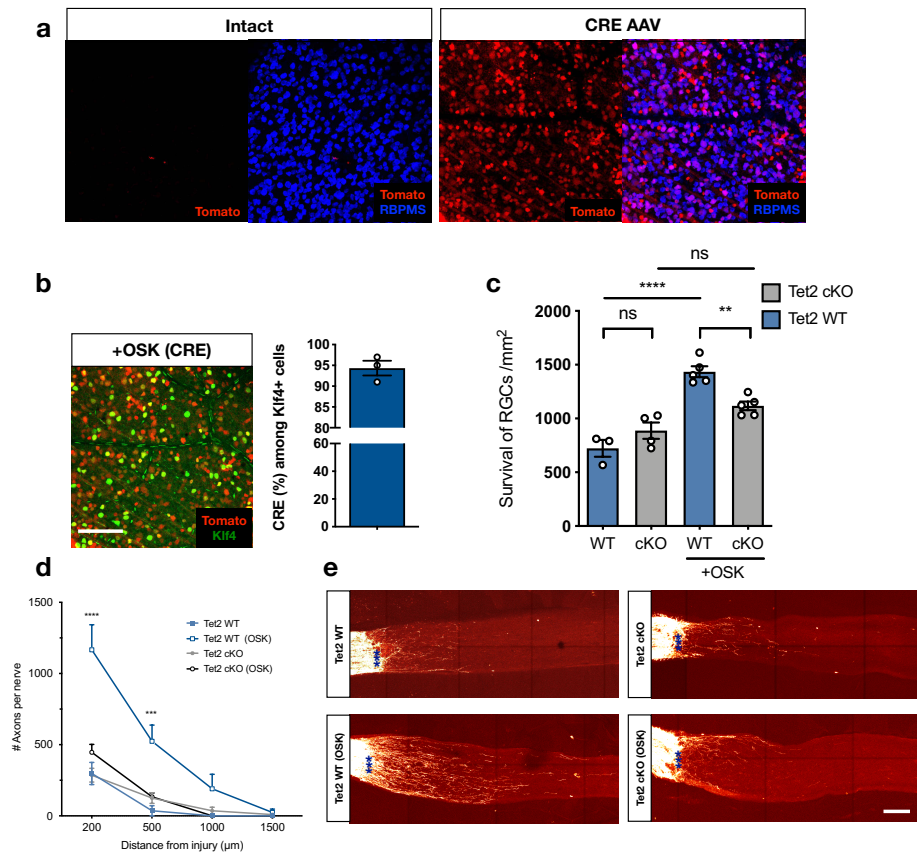 a
Intact
CRE AAV
Tomato
Tomato
RBPMS
Tomato
Tomato
RBPMS
b
+OSK (CRE)
Tomato
Klf4
CRE (%) among Klf4+ cells
100
95
90
85
80
60
40
20
0
c
ns
Tet2 cKO
Tet2 WT
****
ns
**
Survival of RGCs /mm2
2000
1500
1000
500
0
WT
cKO
WT
cKO
+OSK
d
1500
1000
500
0
# Axons per nerve
****
***
Tet2 WT
Tet2 WT (OSK)
Tet2 cKO
Tet2 cKO (OSK)
200
500
1000
1500
Distance from injury (µm)
e
Tet2 WT
***
Tet2 cKO
***
Tet2 WT (OSK)
***
Tet2 cKO (OSK)
***